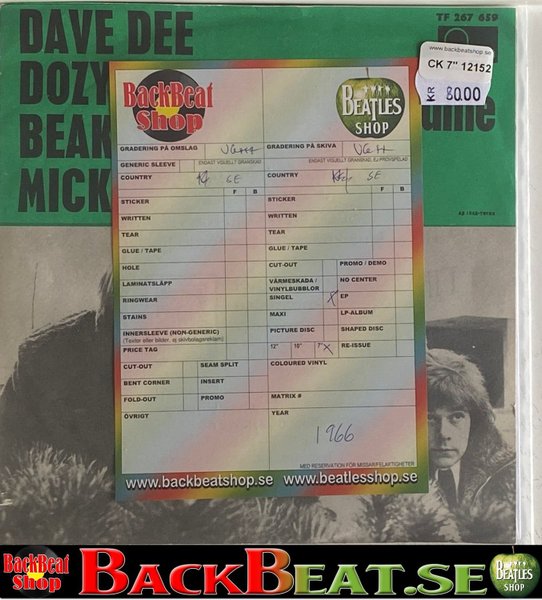 DAVE DEE
TF 267 659
www.backbeatshop.se
CK 7" 12152
KR 80.00
DOZY
BEAK
MICK
BackBeat
Shop
BEATLES
SHOP
GRADERING PÅ OMSLAG
GRADERING PÅ SKIVA
GENERIC SLEEVE
ENDAST VISUELLT GRANSKAD
ENDAST VISUELLT GRANSKAD, EJ PROVSPELAD
COUNTRY SE
COUNTRY SE
F B
F B
STICKER
STICKER
WRITTEN
WRITTEN
TEAR
TEAR
GLUE / TAPE
GLUE / TAPE
HOLE
CUT-OUT
PROMO / DEMO
LAMINATSLÄPP
VÄRMESKADA /
VINYLBUBBLOR
NO CENTER
RINGWEAR
SINGEL X
EP
STAINS
MAXI
LP-ALBUM
INNERSLEEVE (NON-GENERIC)
(Texter eller bilder, ej skivbolagsreklam)
PICTURE DISC
SHAPED DISC
PRICE TAG
12" 10" 7" X
RE-ISSUE
CUT-OUT
SEAM SPLIT
COLOURED VINYL
BENT CORNER
INSERT
FOLD-OUT
PROMO
MATRIX #
ÖVRIGT
YEAR
1966
MED RESERVATION FÖR MISSAR/FELAKTIGHETER
www.backbeatshop.se www.beatlesshop.se
BackBeat
Shop
BACKBEAT.SE
BEATLES
SHOP